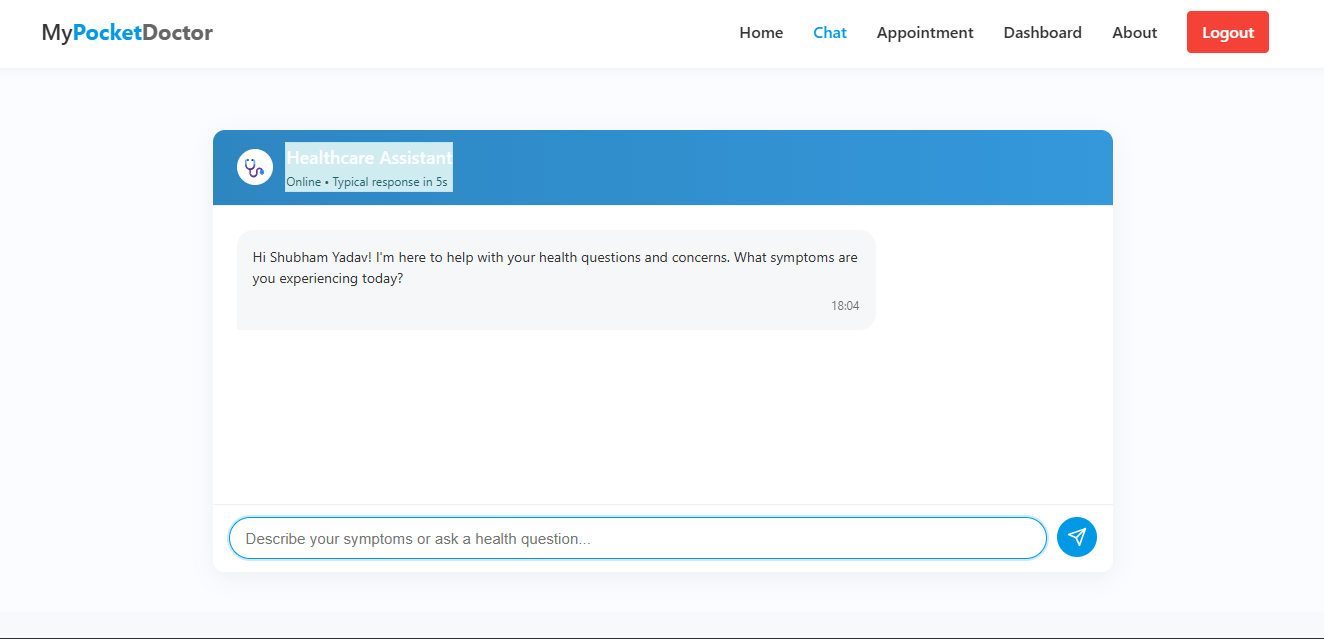 MyPocketDoctor
Home Chat Appointment Dashboard About Logout
Healthcare Assistant
Online • Typical response in 5s
Hi Shubham Yadav! I'm here to help with your health questions and concerns. What symptoms are
you experiencing today?
18:04
Describe your symptoms or ask a health question...